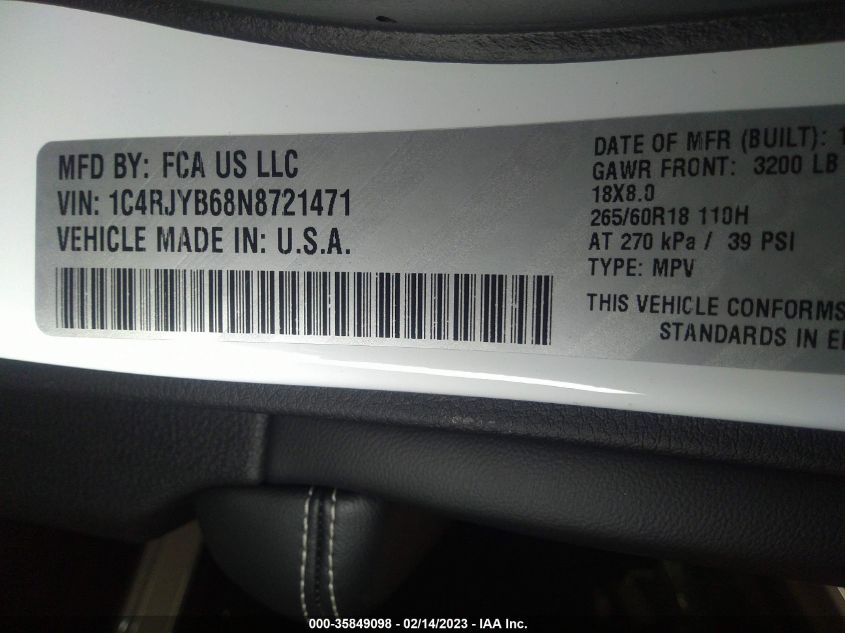 MFD BY: FCA US LLC
VIN: 1C4RJYB68N8721471
VEHICLE MADE IN: U.S.A.
DATE OF MFR (BUILT): 1
GAWR FRONT: 3200 LB
18X8.0
265/60R18 110H
AT 270 kPa / 39 PSI
TYPE: MPV
THIS VEHICLE CONFORMS
STANDARDS IN
000-35849098 - 02/14/2023 - IAA Inc.